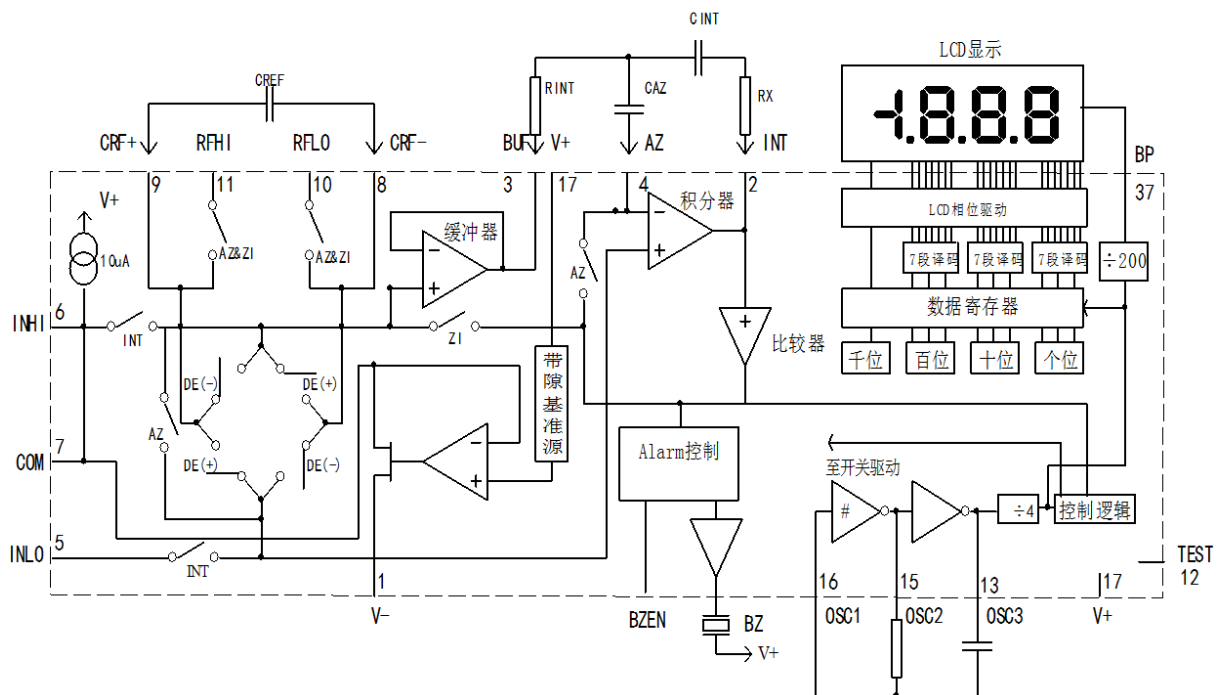 CINT
LCD显示
CREF
RINT
CAZ
RX
-1.8.8.8
CRF+
RFHI
RFLO
CRF-
BUF
V+
AZ
INT
BP
9
11
10
8
3
17
4
2
37
V+
积分器
LCD相位驱动
缓冲器
10uA
AZ&ZI
AZ&ZI
AZ
7段译码
7段译码
7段译码
÷200
6
INHI
INT
ZI
数据寄存器
比较器
千位
百位
十位
个位
带隙基准源
DE(-)
DE(+)
AZ
7
COM
DE(+)
DE(-)
Alarm控制
至开关驱动
#
÷4
控制逻辑
5
INLO
INT
TEST
12
1
16
15
13
17
V-
BZEN
BZ
OSC1
OSC2
OSC3
V+
V+